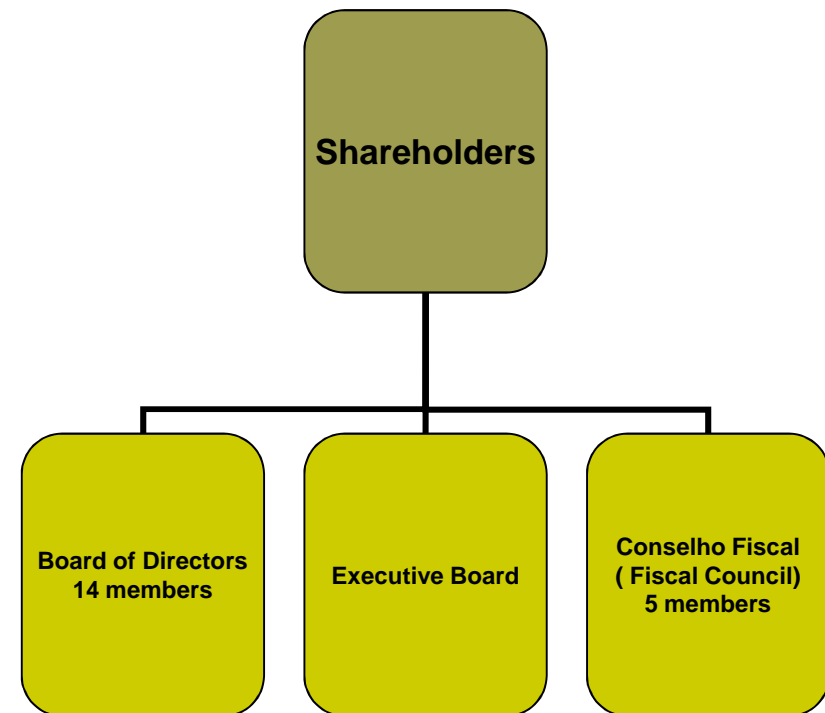 Shareholders
Board of Directors
14 members
Executive Board
Conselho Fiscal
( Fiscal Council)
5 members